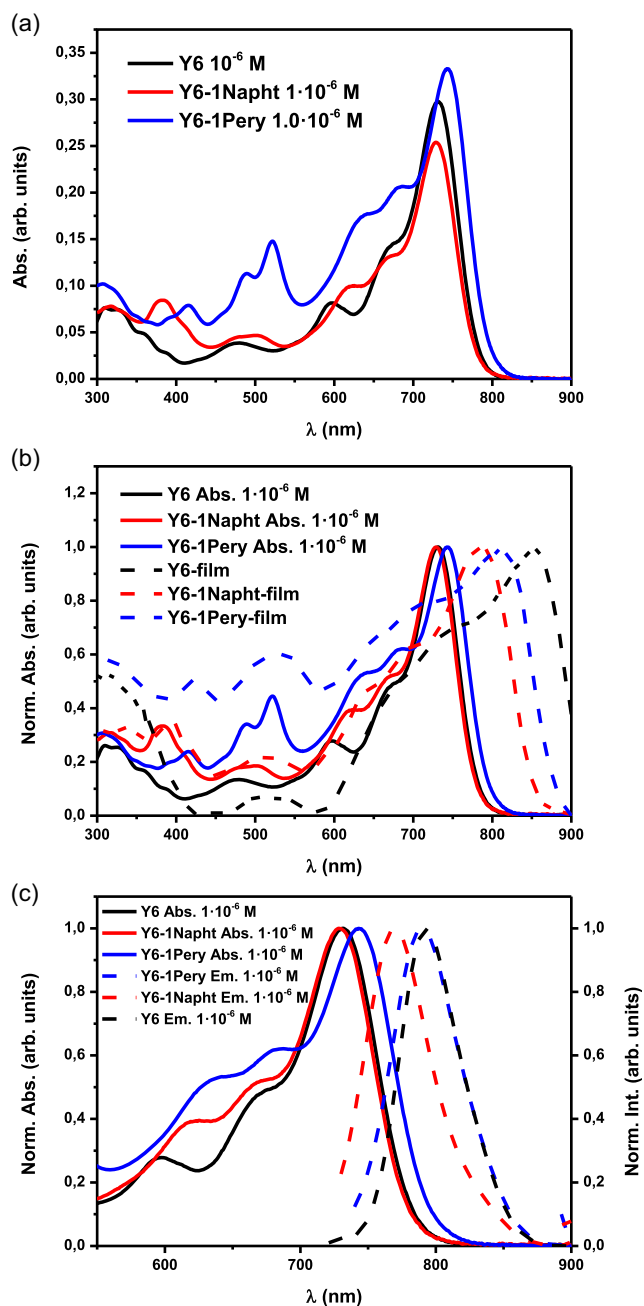 (a)
0,35
0,30
0,25
0,20
0,15
0,10
0,05
0,00
Abs. (arb. units)
Y6 10⁻⁶ M
Y6-1Napht 1·10⁻⁶ M
Y6-1Pery 1.0·10⁻⁶ M
300 400 500 600 700 800 900
λ (nm)
(b)
1,2
1,0
0,8
0,6
0,4
0,2
0,0
Norm. Abs. (arb. units)
Y6 Abs. 1·10⁻⁶ M
Y6-1Napht Abs. 1·10⁻⁶ M
Y6-1Pery Abs. 1·10⁻⁶ M
Y6-film
Y6-1Napht-film
Y6-1Pery-film
300 400 500 600 700 800 900
λ (nm)
(c)
1,0
0,8
0,6
0,4
0,2
0,0
Norm. Abs. (arb. units)
Y6 Abs. 1·10⁻⁶ M
Y6-1Napht Abs. 1·10⁻⁶ M
Y6-1Pery Abs. 1·10⁻⁶ M
Y6-1Pery Em. 1·10⁻⁶ M
Y6-1Napht Em. 1·10⁻⁶ M
Y6 Em. 1·10⁻⁶ M
1,0
0,8
0,6
0,4
0,2
0,0
Norm. Int. (arb. units)
600 700 800 900
λ (nm)